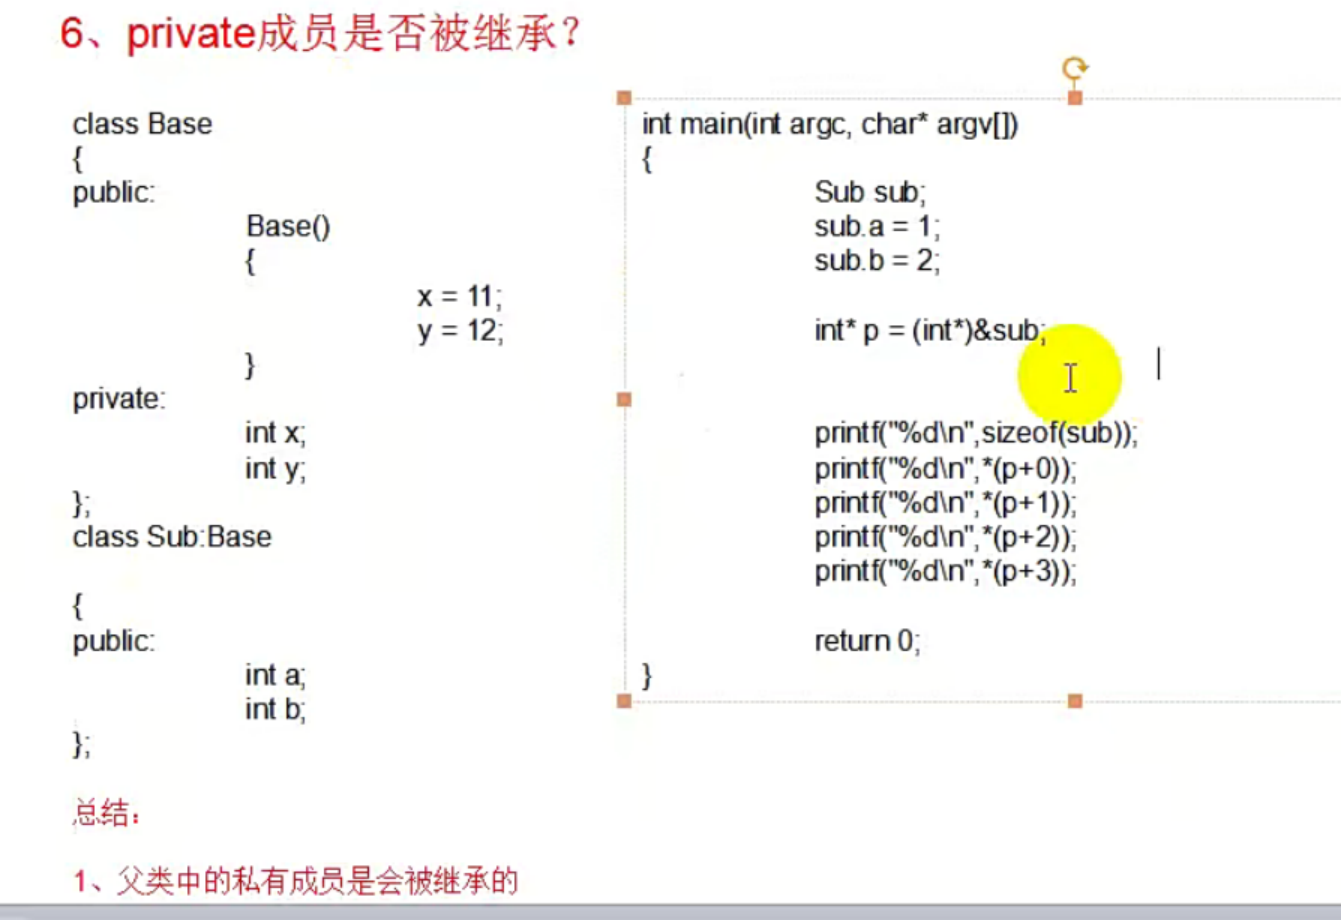 6、private成员是否被继承?
class Base
{
public:
Base()
{
x = 11;
y = 12;
}
private:
int x;
int y;
};
class Sub:Base
{
public:
int a;
int b;
};
int main(int argc, char* argv[])
{
Sub sub;
sub.a = 1;
sub.b = 2;
int* p = (int*)&sub;
printf("%d\n",sizeof(sub));
printf("%d\n",*(p+0));
printf("%d\n",*(p+1));
printf("%d\n",*(p+2));
printf("%d\n",*(p+3));
return 0;
}
总结:
1、父类中的私有成员是会被继承的